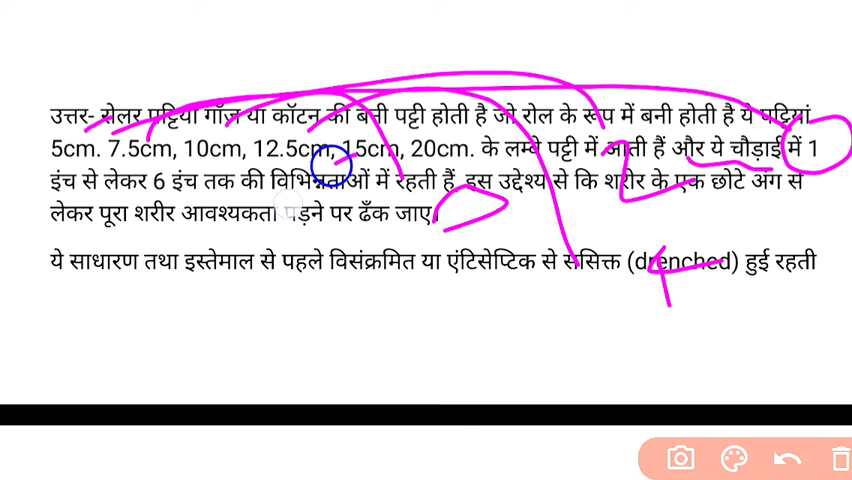 उत्तर- रोलर पट्टियाँ गॉज या कॉटन की बनी पट्टी होती है जो रोल के रूप में बनी होती है ये पट्टियां
5cm. 7.5cm, 10cm, 12.5cm, 15cm, 20cm. के लम्बे पट्टी में आती हैं और ये चौड़ाई में 1
इंच से लेकर 6 इंच तक की विभिन्नताओं में रहती हैं, इस उद्देश्य से कि शरीर के एक छोटे अंग से
लेकर पूरा शरीर आवश्यकता पड़ने पर ढँक जाए।
ये साधारण तथा इस्तेमाल से पहले विसंक्रमित या एंटिसेप्टिक से संसिक्त (drenched) हुई रहती